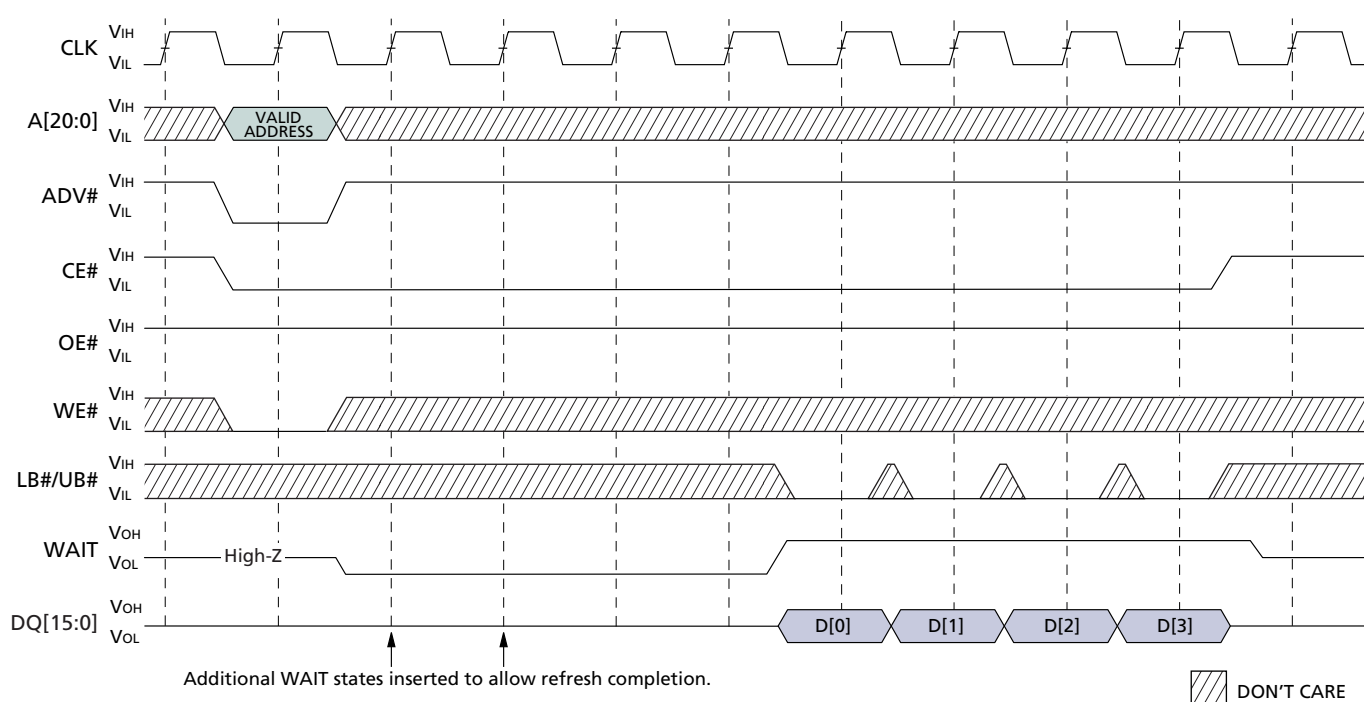 CLK VIH
VIL
A[20:0] VIH
VIL
VALID
ADDRESS
ADV# VIH
VIL
CE# VIH
VIL
OE# VIH
VIL
WE# VIH
VIL
LB#/UB# VIH
VIL
WAIT VOH
VOL
High-Z
DQ[15:0] VOH
VOL
D[0] D[1] D[2] D[3]
Additional WAIT states inserted to allow refresh completion.
DON'T CARE